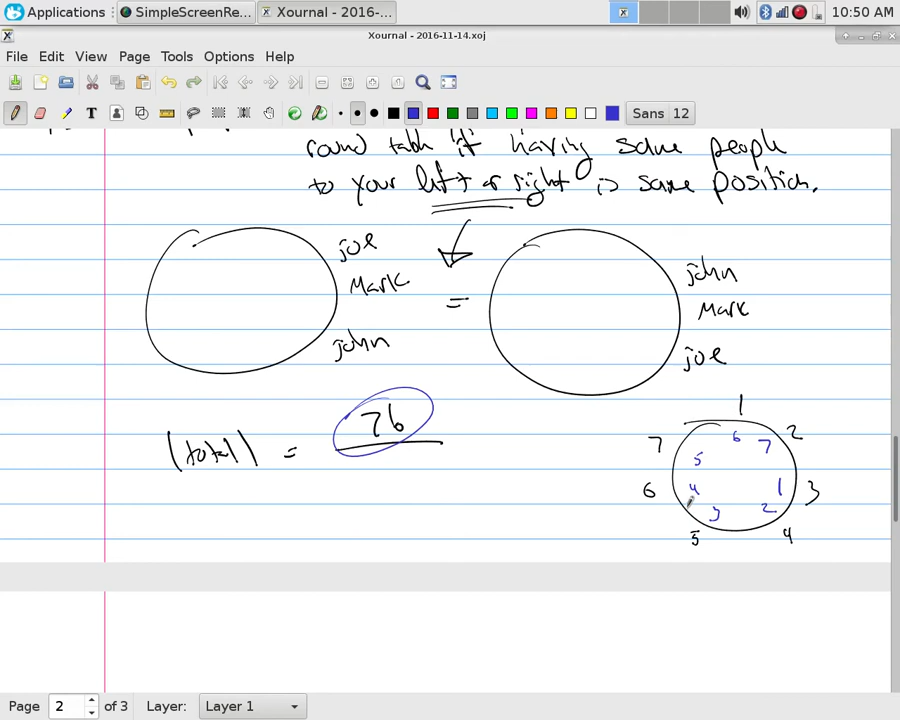 Applications
SimpleScreenRe...
Xournal - 2016-...
10:50 AM
Xournal - 2016-11-14.xoj
File Edit View Page Tools Options Help
Sans 12
round table if having same people
to your left or right is same position.
joe
Mark
john
=
john
Mark
joe
|total| = 76
1
2
3
4
5
6
7
6
7
1
2
3
4
5
Page 2 of 3 Layer: Layer 1